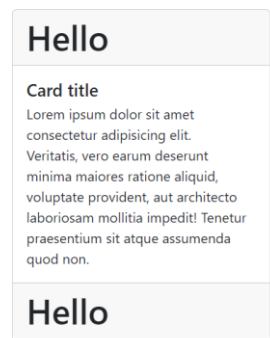 Hello
Card title
Lorem ipsum dolor sit amet
consectetur adipisicing elit.
Veritatis, vero earum deserunt
minima maiores ratione aliquid,
voluptate provident, aut architecto
laboriosam mollitia impedit! Tenetur
praesentium sit atque assumenda
quod non.
Hello